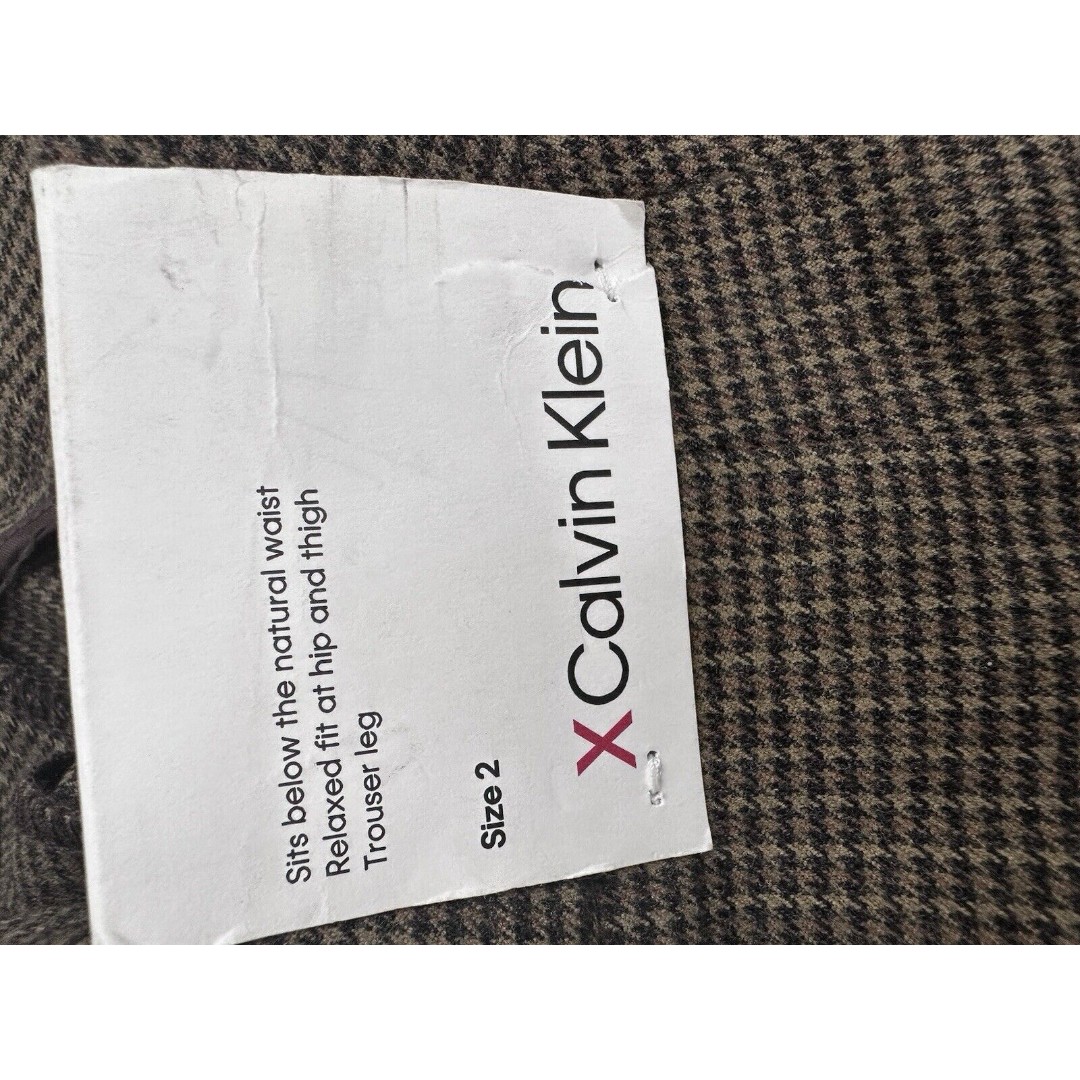 Sits below the natural waist
Relaxed fit at hip and thigh
Trouser leg
Size 2
X Calvin Klein